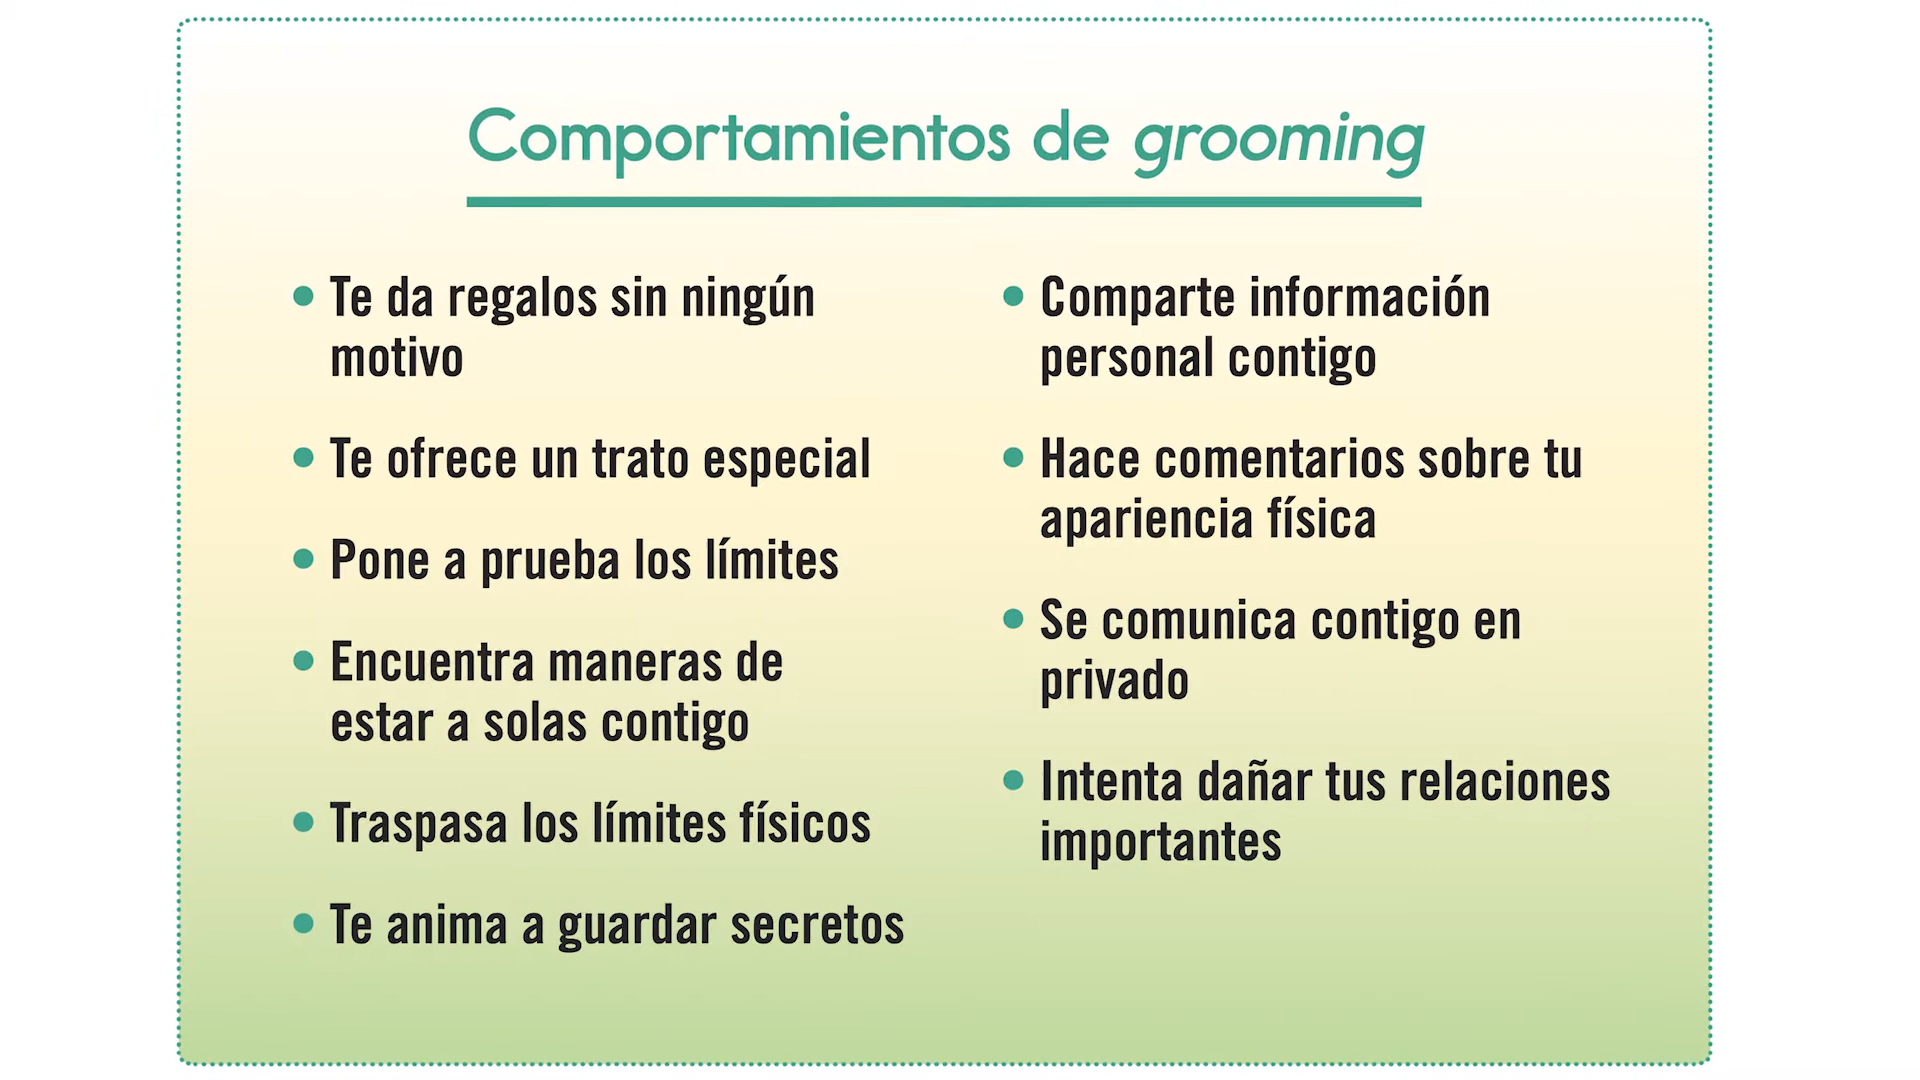 Comportamientos de grooming
Te da regalos sin ningún
motivo
Te ofrece un trato especial
Pone a prueba los límites
Encuentra maneras de
estar a solas contigo
Traspasa los límites físicos
Te anima a guardar secretos
Comparte información
personal contigo
Hace comentarios sobre tu
apariencia física
Se comunica contigo en
privado
Intenta dañar tus relaciones
importantes